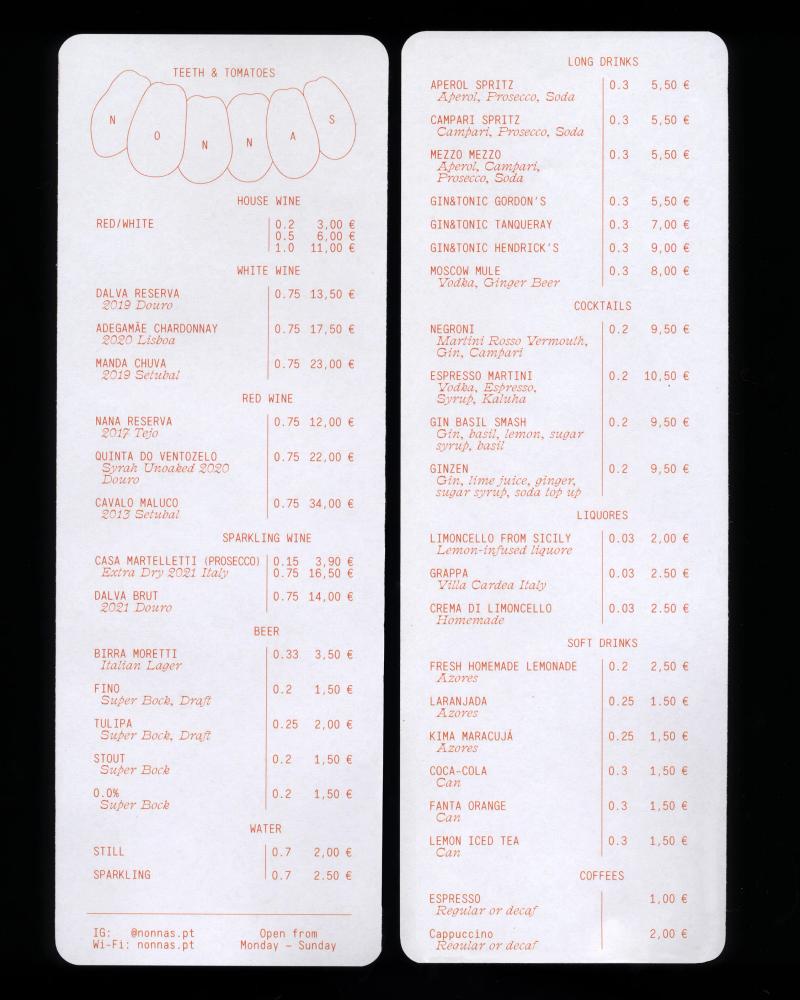 TEETH & TOMATOES
N O N N A S
HOUSE WINE
RED/WHITE 0.2 3,00 €
0.5 6,00 €
1.0 11,00 €
WHITE WINE
DALVA RESERVA 0.75 13,50 €
2019 Douro
ADEGAMÃE CHARDONNAY 0.75 17,50 €
2020 Lisboa
MANDA CHUVA 0.75 23,00 €
2019 Setubal
RED WINE
NANA RESERVA 0.75 12,00 €
2017 Tejo
QUINTA DO VENTOZELO 0.75 22,00 €
Syrah Unoaked 2020
Douro
CAVALO MALUCO 0.75 34,00 €
2013 Setubal
SPARKLING WINE
CASA MARTELLETTI (PROSECCO) 0.15 3,90 €
Extra Dry 2021 Italy 0.75 16,50 €
DALVA BRUT 0.75 14,00 €
2021 Douro
BEER
BIRRA MORETTI 0.33 3,50 €
Italian Lager
FINO 0.2 1,50 €
Super Bock, Draft
TULIPA 0.25 2,00 €
Super Bock, Draft
STOUT 0.2 1,50 €
Super Bock
0.0% 0.2 1,50 €
Super Bock
WATER
STILL 0.7 2,00 €
SPARKLING 0.7 2.50 €
IG: @nonnas.pt Open from
Wi-Fi: nonnas.pt Monday – Sunday
LONG DRINKS
APEROL SPRITZ 0.3 5,50 €
Aperol, Prosecco, Soda
CAMPARI SPRITZ 0.3 5,50 €
Campari, Prosecco, Soda
MEZZO MEZZO 0.3 5,50 €
Aperol, Campari,
Prosecco, Soda
GIN&TONIC GORDON'S 0.3 5,50 €
GIN&TONIC TANQUERAY 0.3 7,00 €
GIN&TONIC HENDRICK'S 0.3 9,00 €
MOSCOW MULE 0.3 8,00 €
Vodka, Ginger Beer
COCKTAILS
NEGRONI 0.2 9,50 €
Martini Rosso Vermouth,
Gin, Campari
ESPRESSO MARTINI 0.2 10,50 €
Vodka, Espresso,
Syrup, Kaluha
GIN BASIL SMASH 0.2 9,50 €
Gin, basil, lemon, sugar
syrup, basil
GINZEN 0.2 9,50 €
Gin, lime juice, ginger,
sugar syrup, soda top up
LIQUORES
LIMONCELLO FROM SICILY 0.03 2,00 €
Lemon-infused liquore
GRAPPA 0.03 2.50 €
Villa Cardea Italy
CREMA DI LIMONCELLO 0.03 2.50 €
Homemade
SOFT DRINKS
FRESH HOMEMADE LEMONADE 0.2 2,50 €
Azores
LARANJADA 0.25 1.50 €
Azores
KIMA MARACUJÁ 0.25 1,50 €
Azores
COCA-COLA 0.3 1,50 €
Can
FANTA ORANGE 0.3 1,50 €
Can
LEMON ICED TEA 0.3 1,50 €
Can
COFFEES
ESPRESSO 1,00 €
Regular or decaf
Cappuccino 2,00 €
Regular or decaf